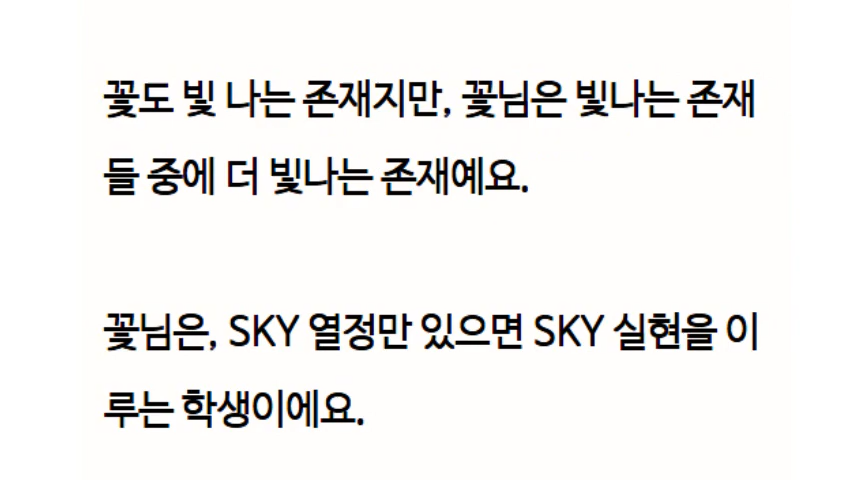 꽃도 빛 나는 존재지만, 꽃님은 빛나는 존재
들 중에 더 빛나는 존재예요.
꽃님은, SKY 열정만 있으면 SKY 실현을 이
루는 학생이에요.